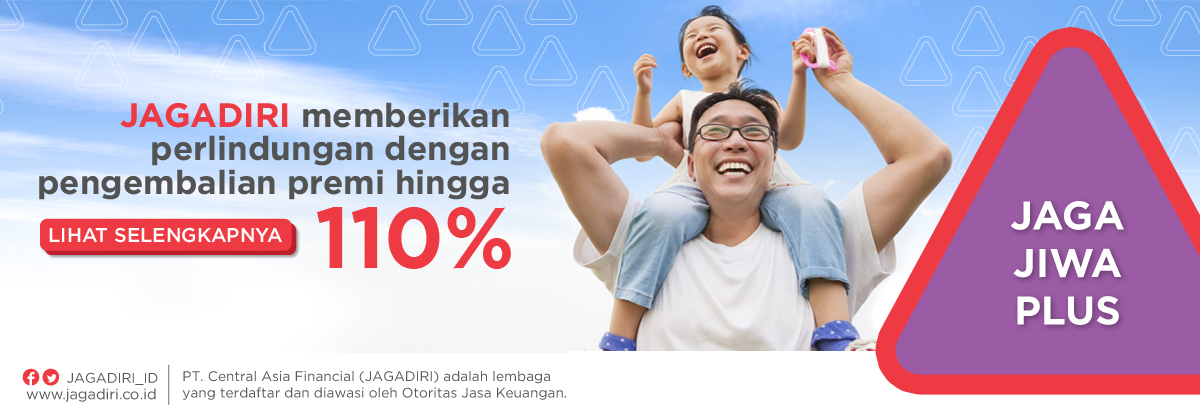 JAGADIRI memberikan
perlindungan dengan
pengembalian premi hingga
LIHAT SELENGKAPNYA
110%
JAGA
JIWA
PLUS
JAGADIRI_ID
www.jagadiri.co.id
PT. Central Asia Financial (JAGADIRI) adalah lembaga
yang terdaftar dan diawasi oleh Otoritas Jasa Keuangan.